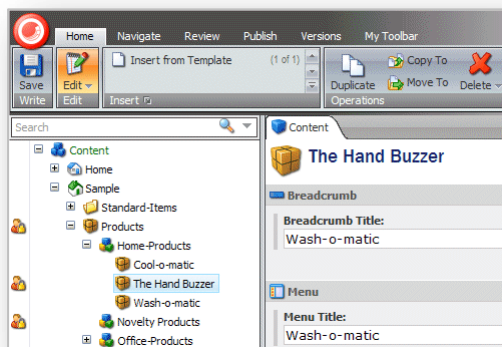 Home Navigate Review Publish Versions My Toolbar
Save
Write
Edit
Edit
Insert from Template (1 of 1)
Insert
Duplicate
Copy To
Move To
Delete
Operations
Search
Content
Home
Sample
Standard-Items
Products
Home-Products
Cool-o-matic
The Hand Buzzer
Wash-o-matic
Novelty Products
Office-Products
Content
The Hand Buzzer
Breadcrumb
Breadcrumb Title:
Wash-o-matic
Menu
Menu Title:
Wash-o-matic